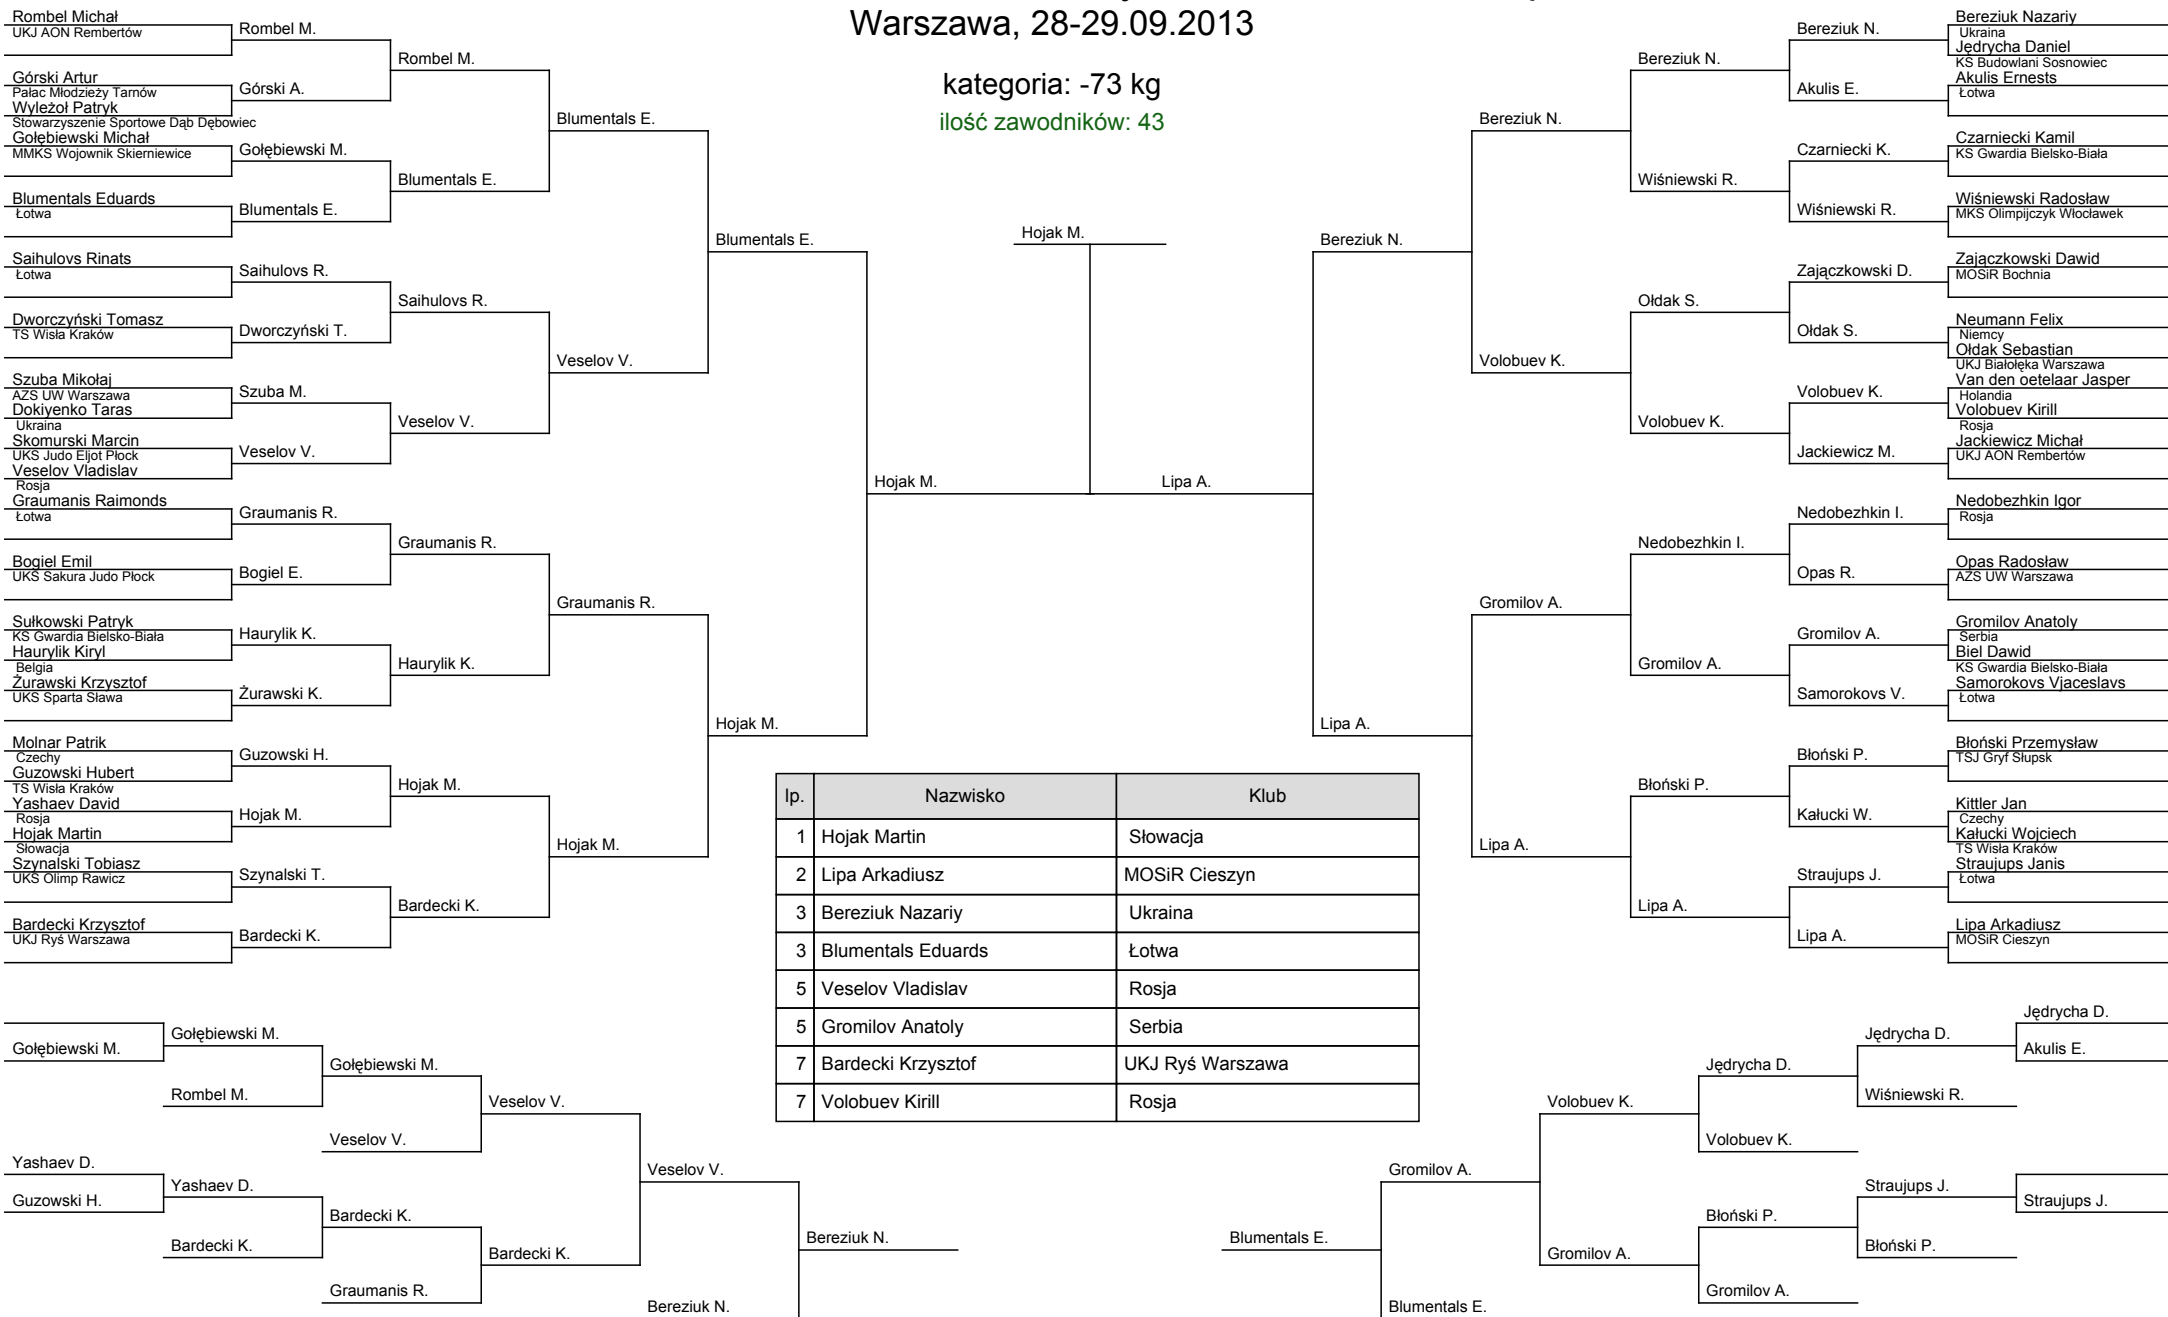 Warszawa, 28-29.09.2013
kategoria: -73 kg
ilość zawodników: 43
Rombel Michał
UKJ AON Rembertów
Górski Artur
Pałac Młodzieży Tarnów
Wyleżoł Patryk
Stowarzyszenie Sportowe Dąb Dębowiec
Gołębiewski Michał
MMKS Wojownik Skierniewice
Blumentals Eduards
Łotwa
Saihulovs Rinats
Łotwa
Dworczyński Tomasz
TS Wisła Kraków
Szuba Mikołaj
AZS UW Warszawa
Dokiyenko Taras
Ukraina
Skomurski Marcin
UKS Judo Eljot Płock
Veselov Vladislav
Rosja
Graumanis Raimonds
Łotwa
Bogiel Emil
UKS Sakura Judo Płock
Sułkowski Patryk
KS Gwardia Bielsko-Biała
Haurylik Kiryl
Belgia
Żurawski Krzysztof
UKS Sparta Sława
Molnar Patrik
Czechy
Guzowski Hubert
TS Wisła Kraków
Yashaev David
Rosja
Hojak Martin
Słowacja
Szynalski Tobiasz
UKS Olimp Rawicz
Bardecki Krzysztof
UKJ Ryś Warszawa
Rombel M.
Górski A.
Gołębiewski M.
Blumentals E.
Saihulovs R.
Dworczyński T.
Szuba M.
Veselov V.
Graumanis R.
Bogiel E.
Haurylik K.
Żurawski K.
Guzowski H.
Hojak M.
Szynalski T.
Bardecki K.
Rombel M.
Blumentals E.
Saihulovs R.
Veselov V.
Graumanis R.
Haurylik K.
Hojak M.
Bardecki K.
Blumentals E.
Veselov V.
Graumanis R.
Hojak M.
Blumentals E.
Hojak M.
Hojak M.
Hojak M.
Lipa A.
Bereziuk N.
Lipa A.
Bereziuk N.
Volobuev K.
Gromilov A.
Lipa A.
Bereziuk N.
Wiśniewski R.
Ołdak S.
Volobuev K.
Nedobezhkin I.
Gromilov A.
Błoński P.
Lipa A.
Bereziuk N.
Akulis E.
Czarniecki K.
Wiśniewski R.
Zajączkowski D.
Ołdak S.
Volobuev K.
Jackiewicz M.
Nedobezhkin I.
Opas R.
Gromilov A.
Samorokovs V.
Błoński P.
Kałucki W.
Straujups J.
Lipa A.
Bereziuk Nazariy
Ukraina
Jędrycha Daniel
KS Budowlani Sosnowiec
Akulis Ernests
Łotwa
Czarniecki Kamil
KS Gwardia Bielsko-Biała
Wiśniewski Radosław
MKS Olimpijczyk Włocławek
Zajączkowski Dawid
MOSiR Bochnia
Neumann Felix
Niemcy
Ołdak Sebastian
UKJ Białołęka Warszawa
Van den oetelaar Jasper
Holandia
Volobuev Kirill
Rosja
Jackiewicz Michał
UKJ AON Rembertów
Nedobezhkin Igor
Rosja
Opas Radosław
AZS UW Warszawa
Gromilov Anatoly
Serbia
Biel Dawid
KS Gwardia Bielsko-Biała
Samorokovs Vjaceslavs
Łotwa
Błoński Przemysław
TSJ Gryf Słupsk
Kittler Jan
Czechy
Kałucki Wojciech
TS Wisła Kraków
Straujups Janis
Łotwa
Lipa Arkadiusz
MOSiR Cieszyn
lp. Nazwisko Klub
1 Hojak Martin Słowacja
2 Lipa Arkadiusz MOSiR Cieszyn
3 Bereziuk Nazariy Ukraina
3 Blumentals Eduards Łotwa
5 Veselov Vladislav Rosja
5 Gromilov Anatoly Serbia
7 Bardecki Krzysztof UKJ Ryś Warszawa
7 Volobuev Kirill Rosja
Gołębiewski M.
Yashaev D.
Guzowski H.
Gołębiewski M.
Rombel M.
Yashaev D.
Bardecki K.
Gołębiewski M.
Veselov V.
Bardecki K.
Graumanis R.
Veselov V.
Bardecki K.
Veselov V.
Bereziuk N.
Bereziuk N.
Blumentals E.
Gromilov A.
Blumentals E.
Volobuev K.
Gromilov A.
Jędrycha D.
Volobuev K.
Błoński P.
Gromilov A.
Jędrycha D.
Wiśniewski R.
Straujups J.
Błoński P.
Jędrycha D.
Akulis E.
Straujups J.